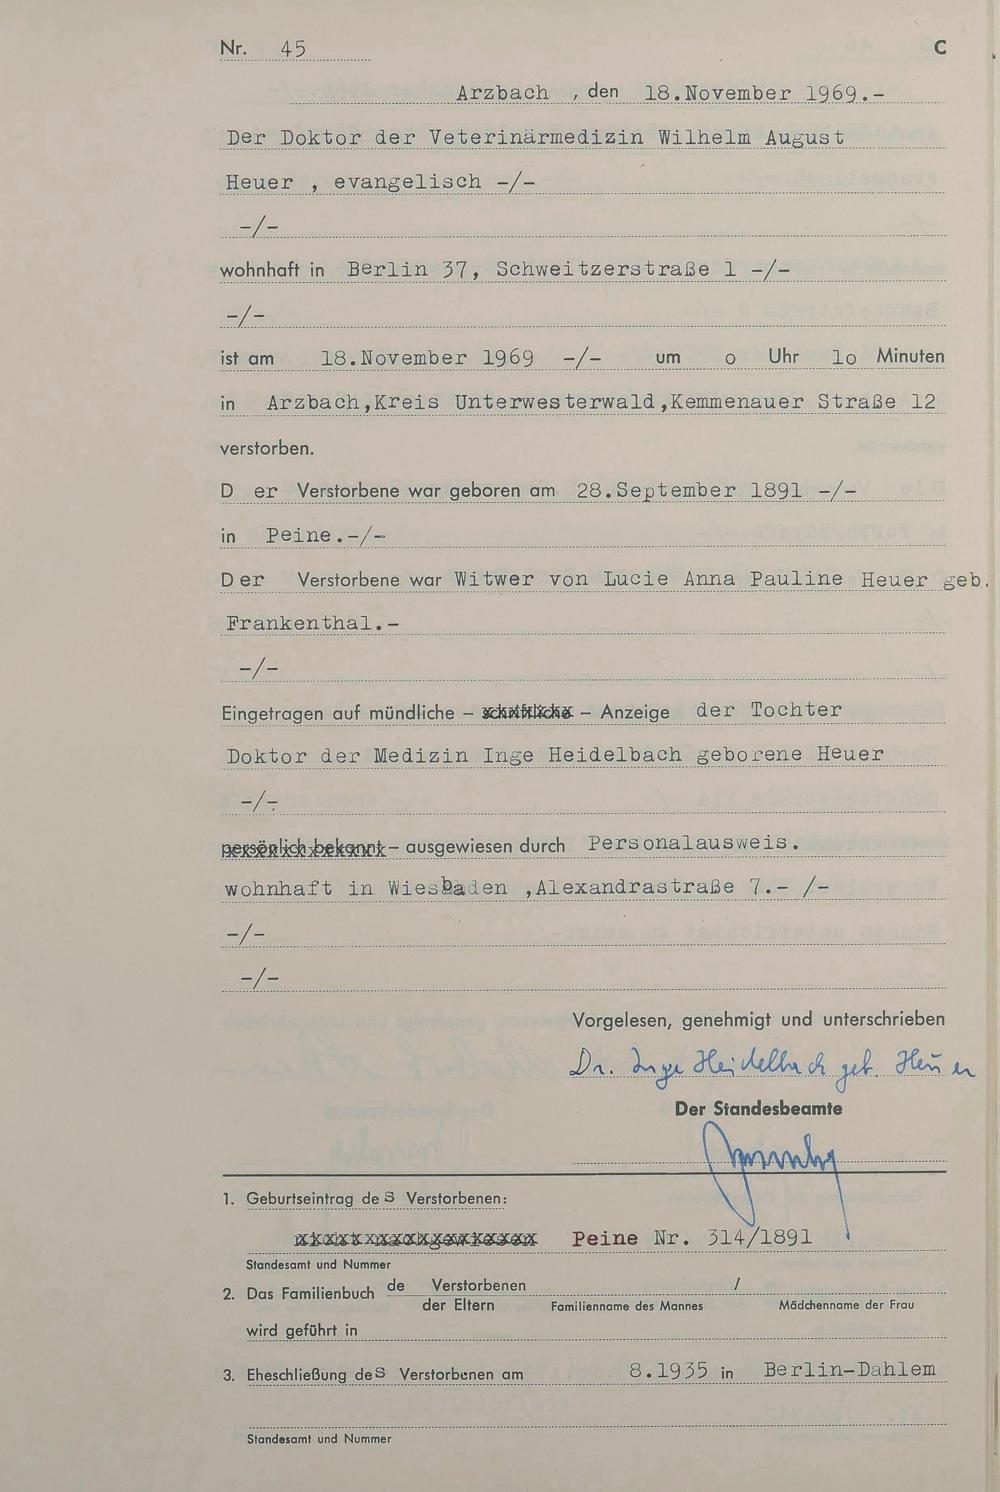 Nr. 45 C
Arzbach , den 18.November 1969.-
Der Doktor der Veterinärmedizin Wilhelm August
Heuer , evangelisch -/-
-/-
wohnhaft in Berlin 37, Schweitzerstraße 1 -/-
-/-
ist am 18.November 1969 -/- um o Uhr 1o Minuten
in Arzbach,Kreis Unterwesterwald,Kemmenauer Straße 12
verstorben.
D er Verstorbene war geboren am 28.September 1891 -/-
in Peine.-/-
Der Verstorbene war Witwer von Lucie Anna Pauline Heuer geb.
Frankenthal.-
-/-
Eingetragen auf mündliche – schriftliche – Anzeige der Tochter
Doktor der Medizin Inge Heidelbach geborene Heuer
-/-
persönlich bekannt – ausgewiesen durch Personalausweis.
wohnhaft in Wiesbaden ,Alexandrastraße 7.- /-
-/-
-/-
Vorgelesen, genehmigt und unterschrieben
Dr. Inge Heidelbach geb. Heuer
Der Standesbeamte
1. Geburtseintrag des Verstorbenen:
nicht nachgewiesen Peine Nr. 314/1891
Standesamt und Nummer
2. Das Familienbuch de Verstorbenen /
der Eltern Familienname des Mannes Mädchenname der Frau
wird geführt in
3. Eheschließung des Verstorbenen am 8.1935 in Berlin-Dahlem
Standesamt und Nummer